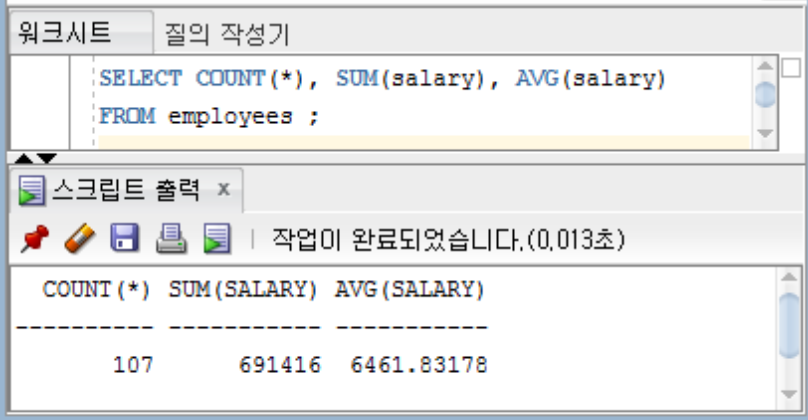 워크시트 질의 작성기
SELECT COUNT(*), SUM(salary), AVG(salary)
FROM employees ;
스크립트 출력 x
작업이 완료되었습니다.(0,013초)
COUNT(*) SUM(SALARY) AVG(SALARY)
---------- ----------- -----------
107 691416 6461.83178